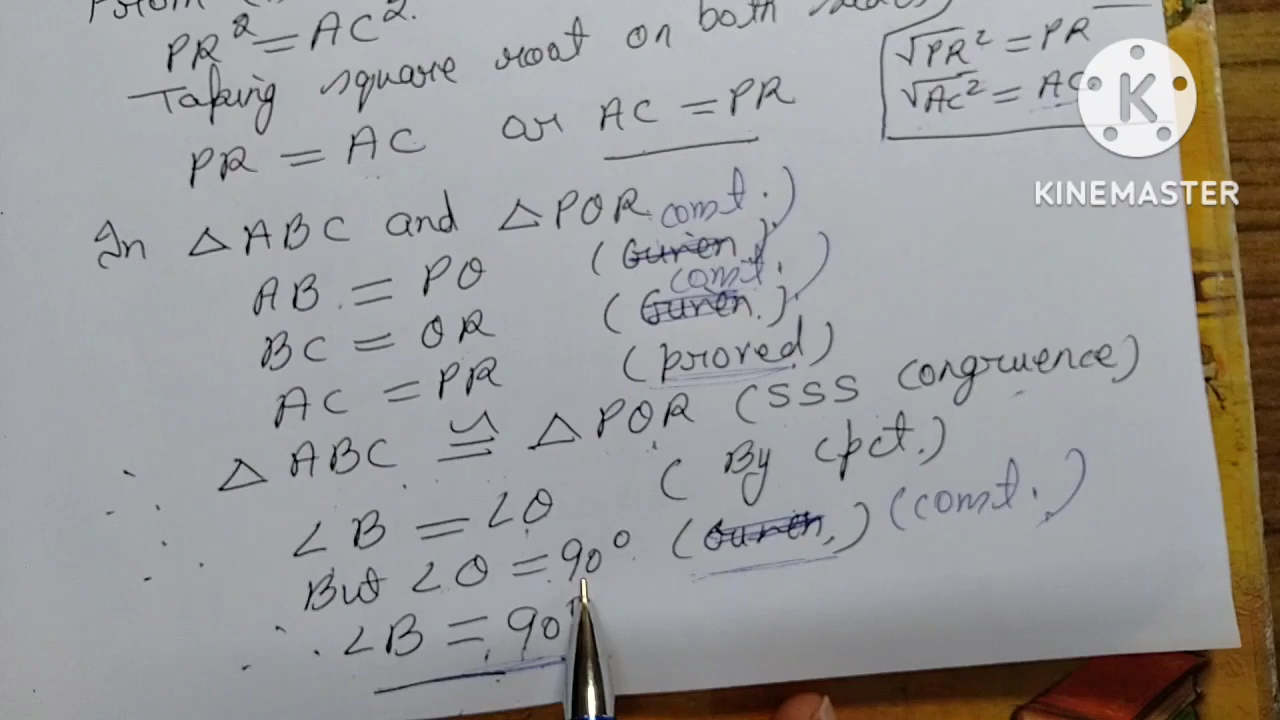 From
PR² = AC².
Taking square root on both sides,
√PR² = PR
√AC² = AC
PR = AC or AC = PR
K
KINEMASTER
In △ABC and △PQR
AB = PQ (Given) const.)
BC = QR (Given.) const.)
AC = PR (proved)
∴ △ABC ≅ △PQR (SSS congruence)
∴ ∠B = ∠Q (By cpct.)
But ∠Q = 90° (Given,) (const.)
∴ ∠B = 90°